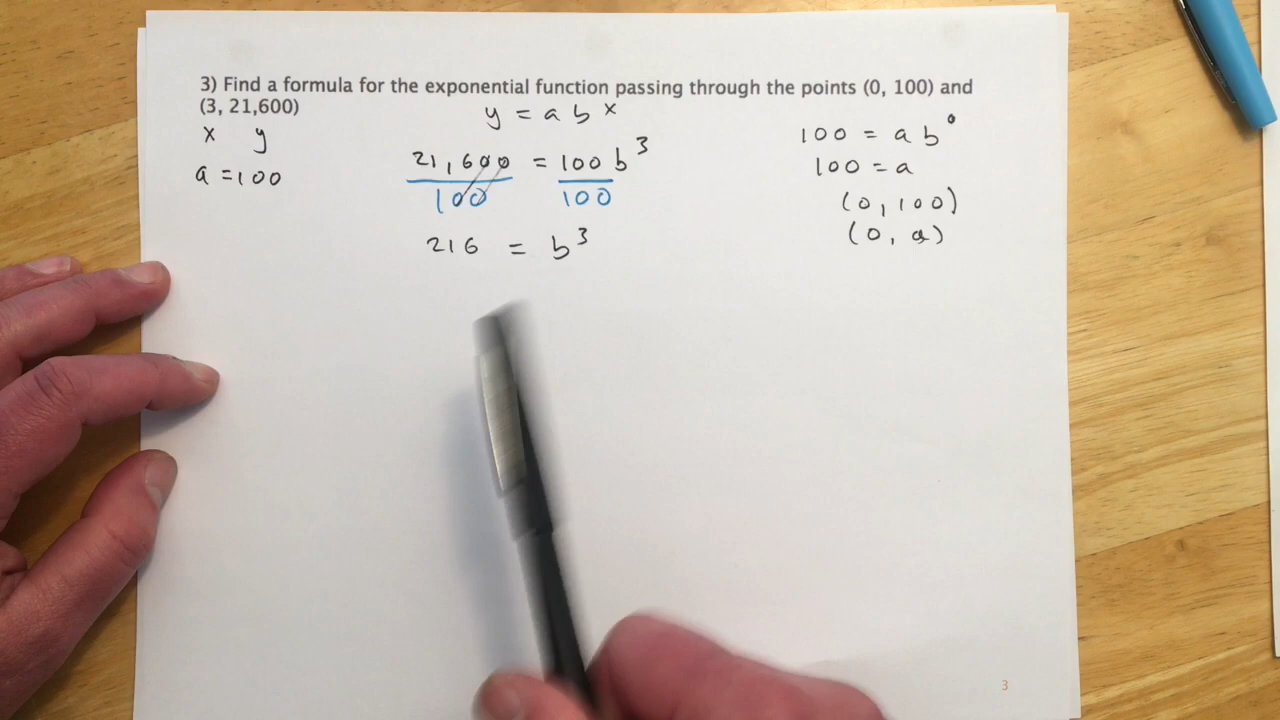 3) Find a formula for the exponential function passing through the points (0, 100) and
(3, 21,600)
x y
a = 100
y = a b^x
21,600 = 100 b^3
100 100
216 = b^3
100 = a b^0
100 = a
(0, 100)
(0, a)
3